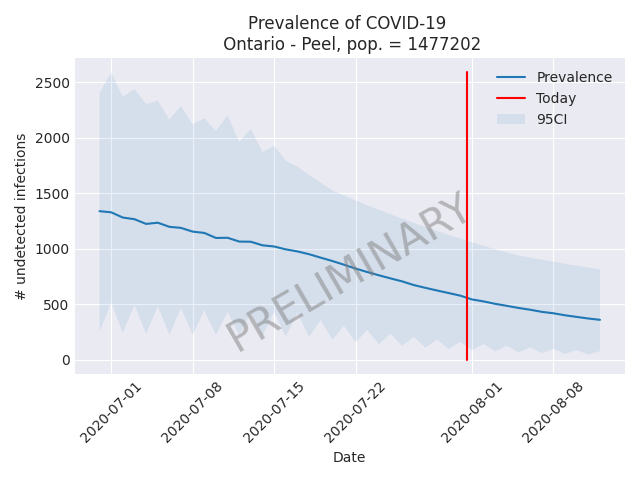 Prevalence of COVID-19
Ontario - Peel, pop. = 1477202
Prevalence
Today
95CI
# undetected infections
2500
2000
1500
1000
500
0
PRELIMINARY
2020-07-01
2020-07-08
2020-07-15
2020-07-22
2020-08-01
2020-08-08
Date